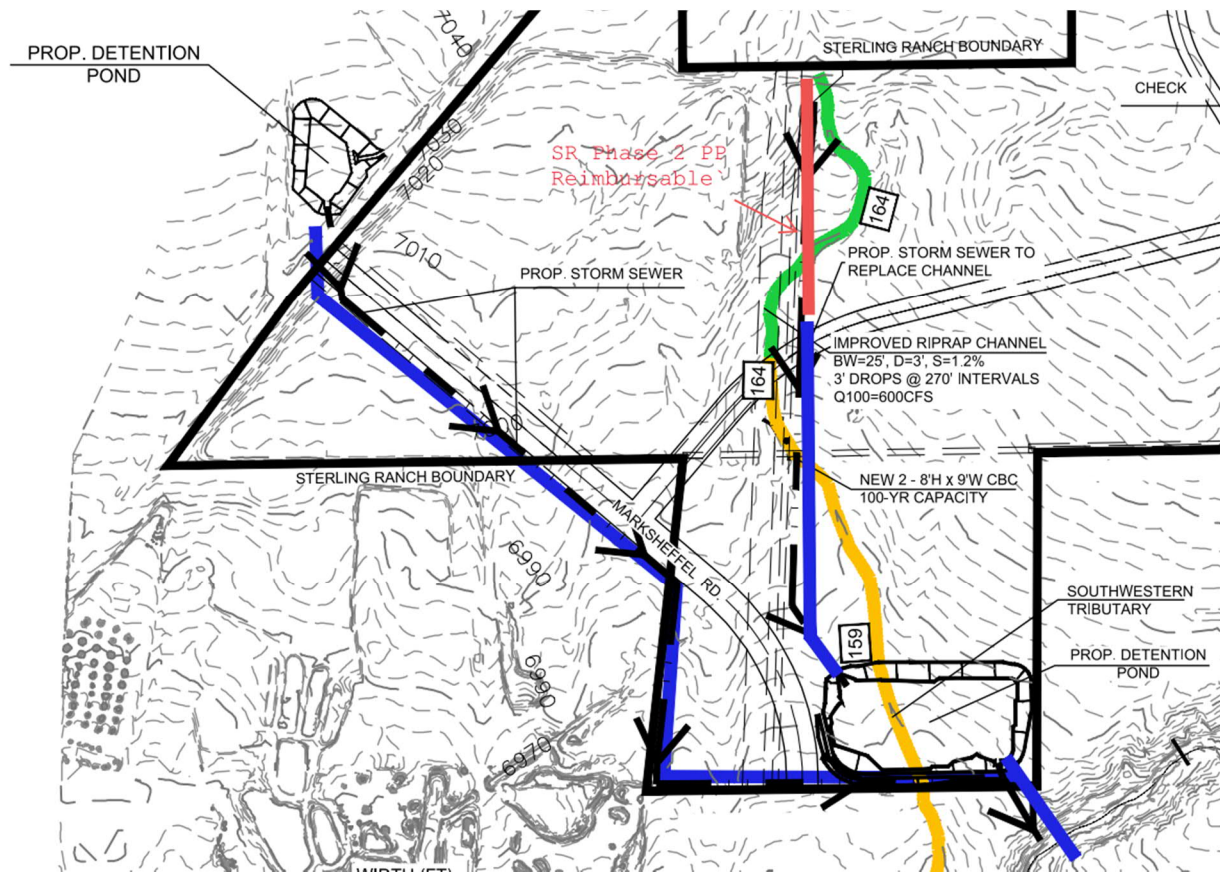 7040
STERLING RANCH BOUNDARY
PROP. DETENTION
POND
CHECK
7030
7020
SR Phase 2 PP
Reimbursable
164
7010
PROP. STORM SEWER
PROP. STORM SEWER TO
REPLACE CHANNEL
IMPROVED RIPRAP CHANNEL
BW=25', D=3', S=1.2%
3' DROPS @ 270' INTERVALS
Q100=600CFS
164
STERLING RANCH BOUNDARY
NEW 2 - 8'H x 9'W CBC
100-YR CAPACITY
MARKSHEFFEL RD.
6990
SOUTHWESTERN
TRIBUTARY
159
PROP. DETENTION
POND
6990
6970
WIDTH (FT)